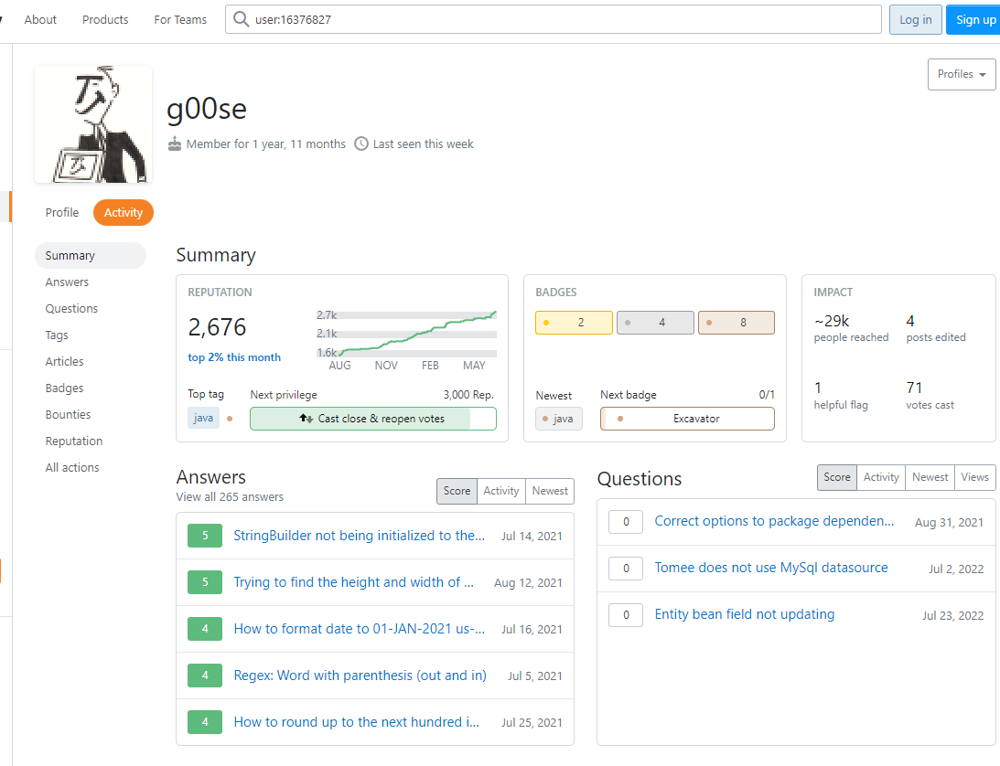 About Products For Teams user:16376827 Log in Sign up
Profiles
g00se
Member for 1 year, 11 months Last seen this week
Profile Activity
Summary
Answers
Questions
Tags
Articles
Badges
Bounties
Reputation
All actions
Summary
REPUTATION
2,676
top 2% this month
2.7k
2.1k
1.6k
AUG NOV FEB MAY
Top tag
java
Next privilege 3,000 Rep.
Cast close & reopen votes
BADGES
2 4 8
Newest
java
Next badge 0/1
Excavator
IMPACT
~29k
people reached
4
posts edited
1
helpful flag
71
votes cast
Answers
View all 265 answers
Score Activity Newest
5 StringBuilder not being initialized to the... Jul 14, 2021
5 Trying to find the height and width of ... Aug 12, 2021
4 How to format date to 01-JAN-2021 us-... Jul 16, 2021
4 Regex: Word with parenthesis (out and in) Jul 5, 2021
4 How to round up to the next hundred i... Jul 25, 2021
Questions
Score Activity Newest Views
0 Correct options to package dependen... Aug 31, 2021
0 Tomee does not use MySql datasource Jul 2, 2022
0 Entity bean field not updating Jul 23, 2022